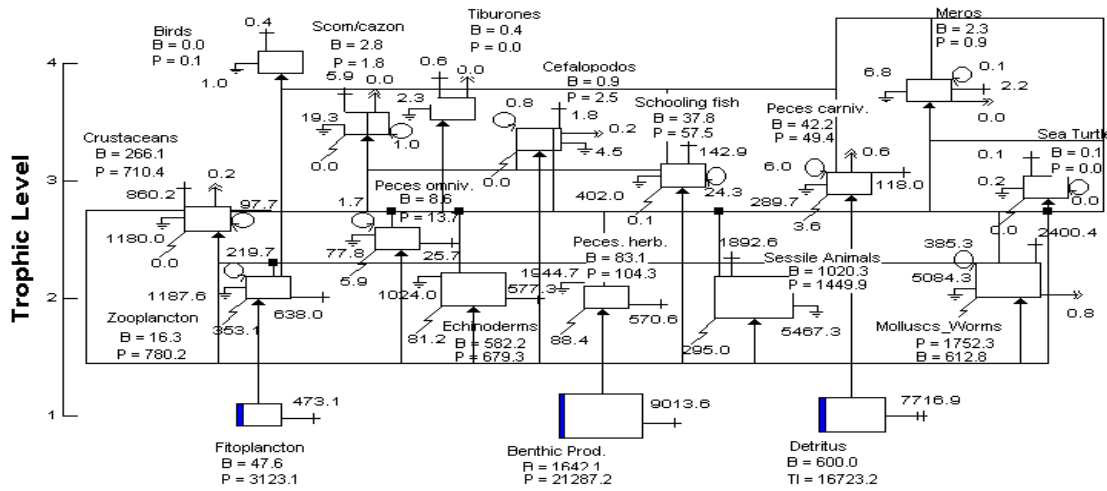 Trophic Level
4
3
2
1
Birds
B = 0.0
P = 0.1
0.4
1.0
Scom/cazon
B = 2.8
P = 1.8
5.9
0.0
19.3
1.0
0.0
Tiburones
B = 0.4
P = 0.0
0.6
0.0
2.3
Cefalopodos
B = 0.9
P = 2.5
0.8
1.8
0.2
4.5
0.0
Schooling fish
B = 37.8
P = 57.5
142.9
402.0
24.3
0.1
Peces carniv.
B = 42.2
P = 49.4
0.6
6.0
118.0
289.7
3.6
Meros
B = 2.3
P = 0.9
0.1
6.8
2.2
0.0
Sea Turtle
B = 0.1
P = 0.0
0.1
0.2
0.0
0.0
Crustaceans
B = 266.1
P = 710.4
860.2
0.2
97.7
1180.0
0.0
Peces omniv.
B = 8.6
P = 13.7
1.7
77.8
25.7
5.9
219.7
1187.6
638.0
353.1
Zooplancton
B = 16.3
P = 780.2
1024.0
577.3
81.2
Echinoderms
B = 582.2
P = 679.3
Peces. herb.
B = 83.1
P = 104.3
1944.7
570.6
88.4
1892.6
Sessile Animals
B = 1020.3
P = 1449.9
5467.3
295.0
385.3
2400.4
5084.3
0.8
Molluscs_Worms
P = 1752.3
B = 612.8
473.1
Fitoplancton
B = 47.6
P = 3123.1
9013.6
Benthic Prod.
B = 1642.1
P = 21287.2
7716.9
Detritus
B = 600.0
TI = 16723.2